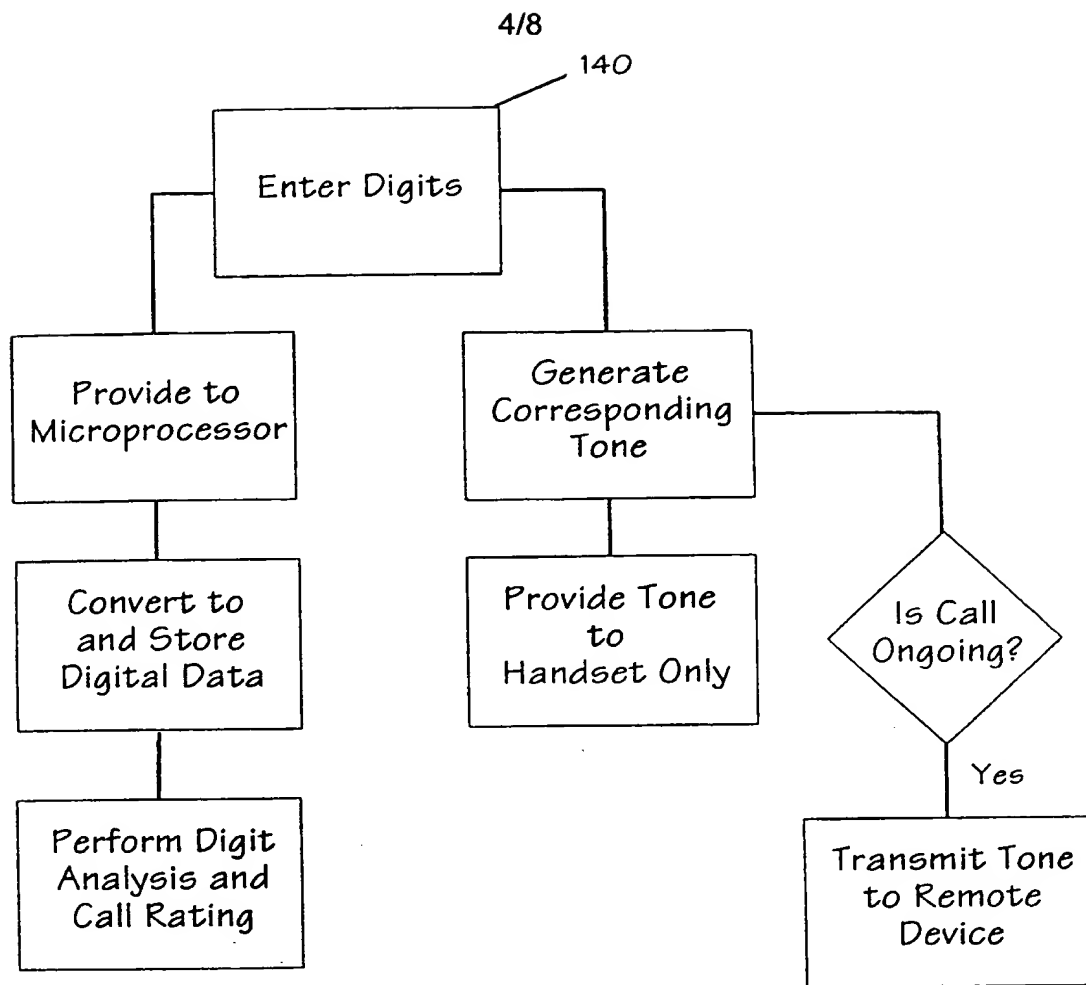 4/8
140
Enter Digits
Provide to
Microprocessor
Generate
Corresponding
Tone
Convert to
and Store
Digital Data
Provide Tone
to
Handset Only
Is Call
Ongoing?
Yes
Perform Digit
Analysis and
Call Rating
Transmit Tone
to Remote
Device